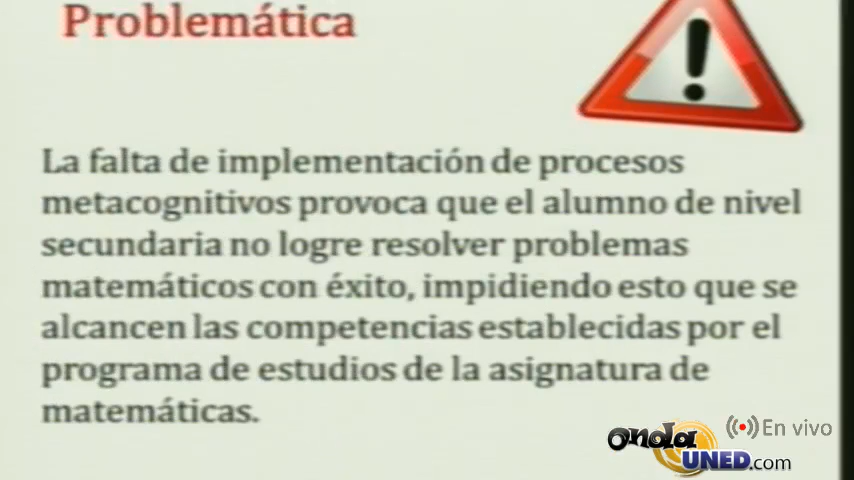 Problemática
La falta de implementación de procesos
metacognitivos provoca que el alumno de nivel
secundaria no logre resolver problemas
matemáticos con éxito, impidiendo esto que se
alcancen las competencias establecidas por el
programa de estudios de la asignatura de
matemáticas.
En vivo
onda
UNED.com